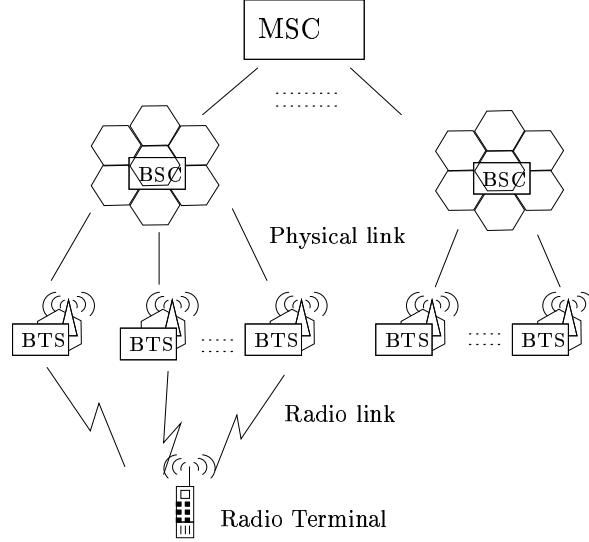 MSC
BSC
BSC
Physical link
BTS
BTS
BTS
BTS
BTS
Radio link
Radio Terminal